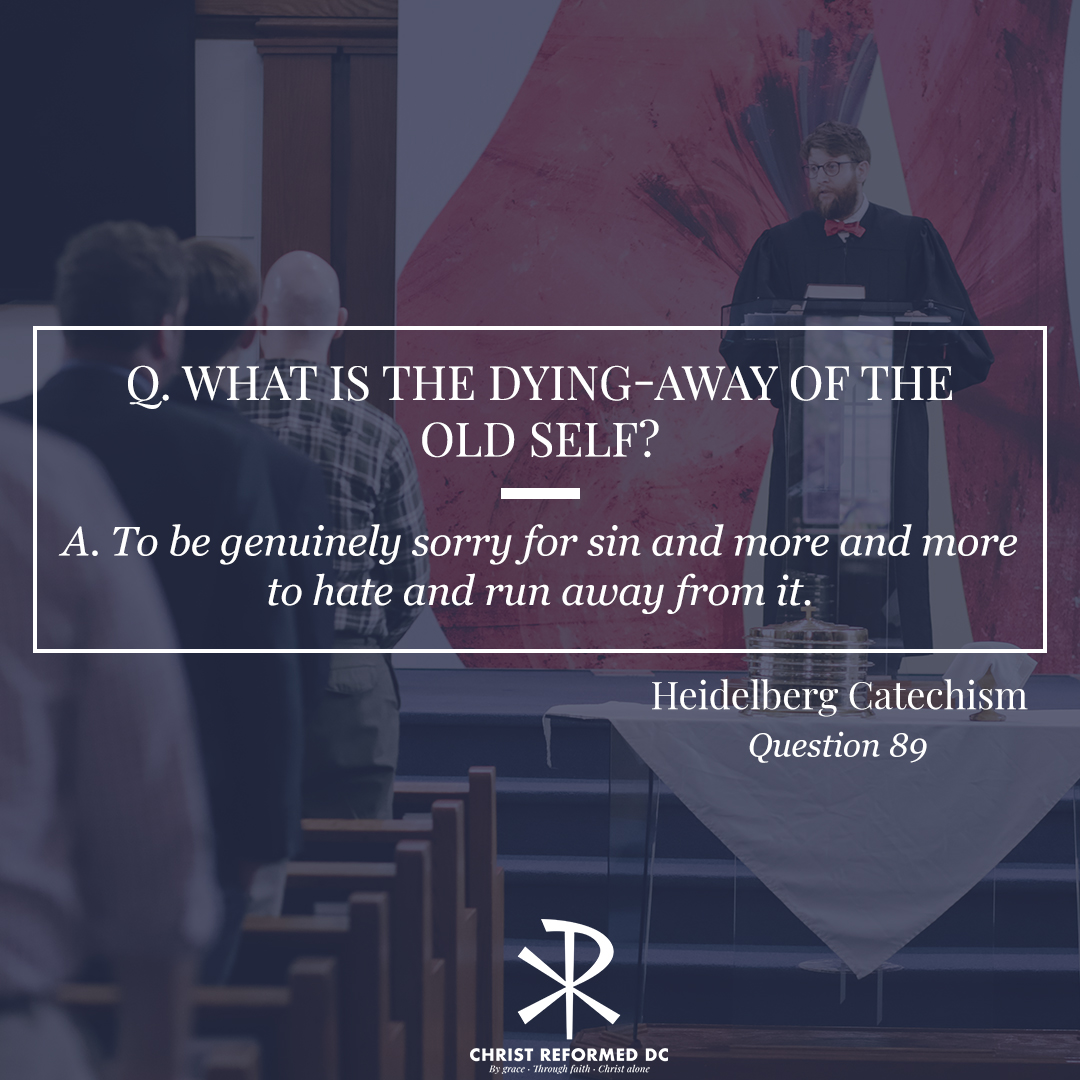 Q. WHAT IS THE DYING-AWAY OF THE
OLD SELF?
A. To be genuinely sorry for sin and more and more
to hate and run away from it.
Heidelberg Catechism
Question 89
CHRIST REFORMED DC
By grace · Through faith · Christ alone